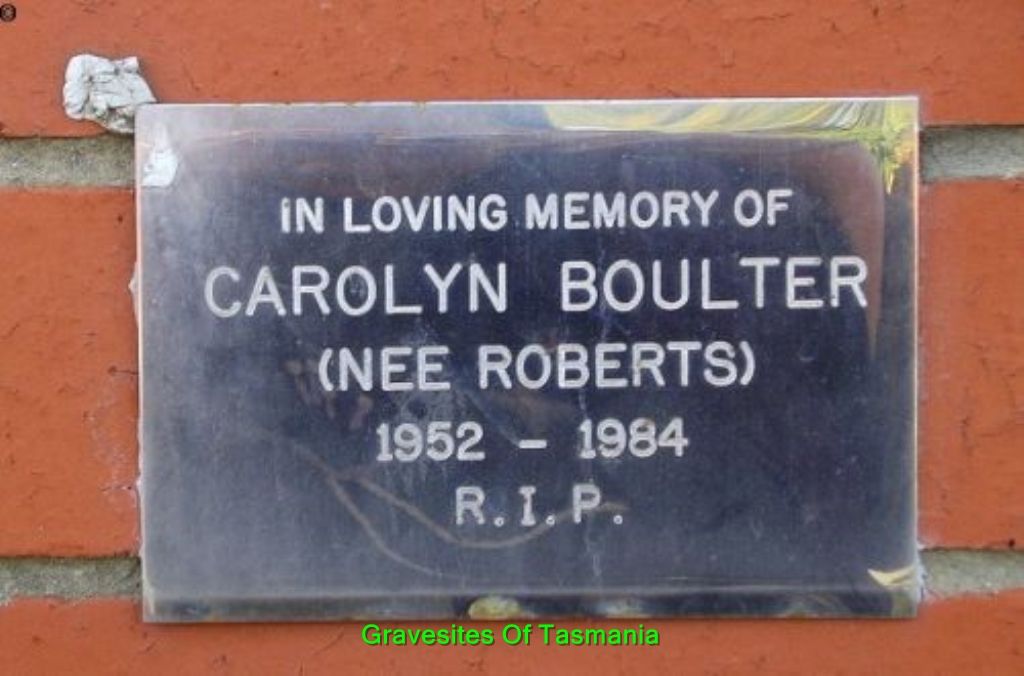 IN LOVING MEMORY OF
CAROLYN BOULTER
(NEE ROBERTS)
1952 - 1984
R.I.P.
Gravesites Of Tasmania